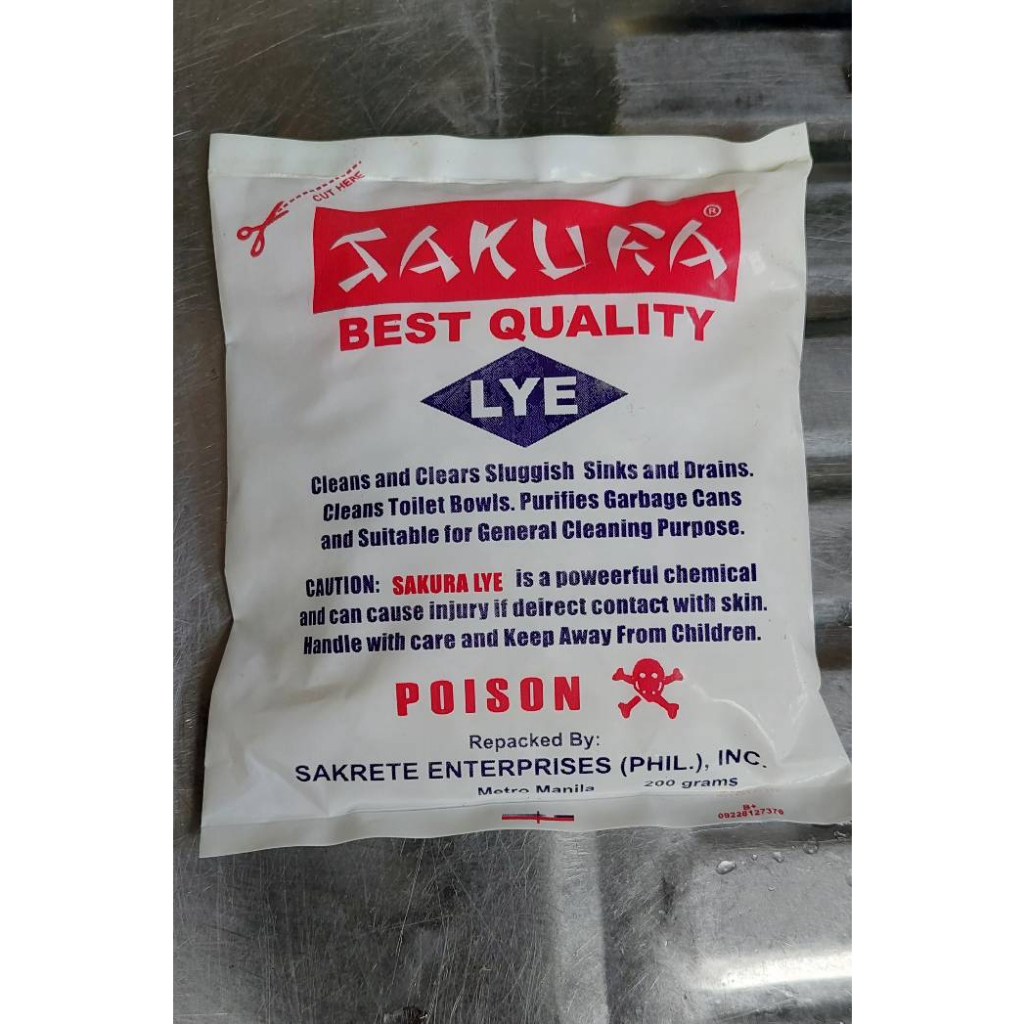 CUT HERE
SAKURA ®
BEST QUALITY
LYE
Cleans and Clears Sluggish Sinks and Drains.
Cleans Toilet Bowls. Purifies Garbage Cans
and Suitable for General Cleaning Purpose.
CAUTION: SAKURA LYE is a poweerful chemical
and can cause injury if deirect contact with skin.
Handle with care and Keep Away From Children.
POISON
Repacked By:
SAKRETE ENTERPRISES (PHIL.), INC.
Metro Manila 200 grams
B+
09228127376